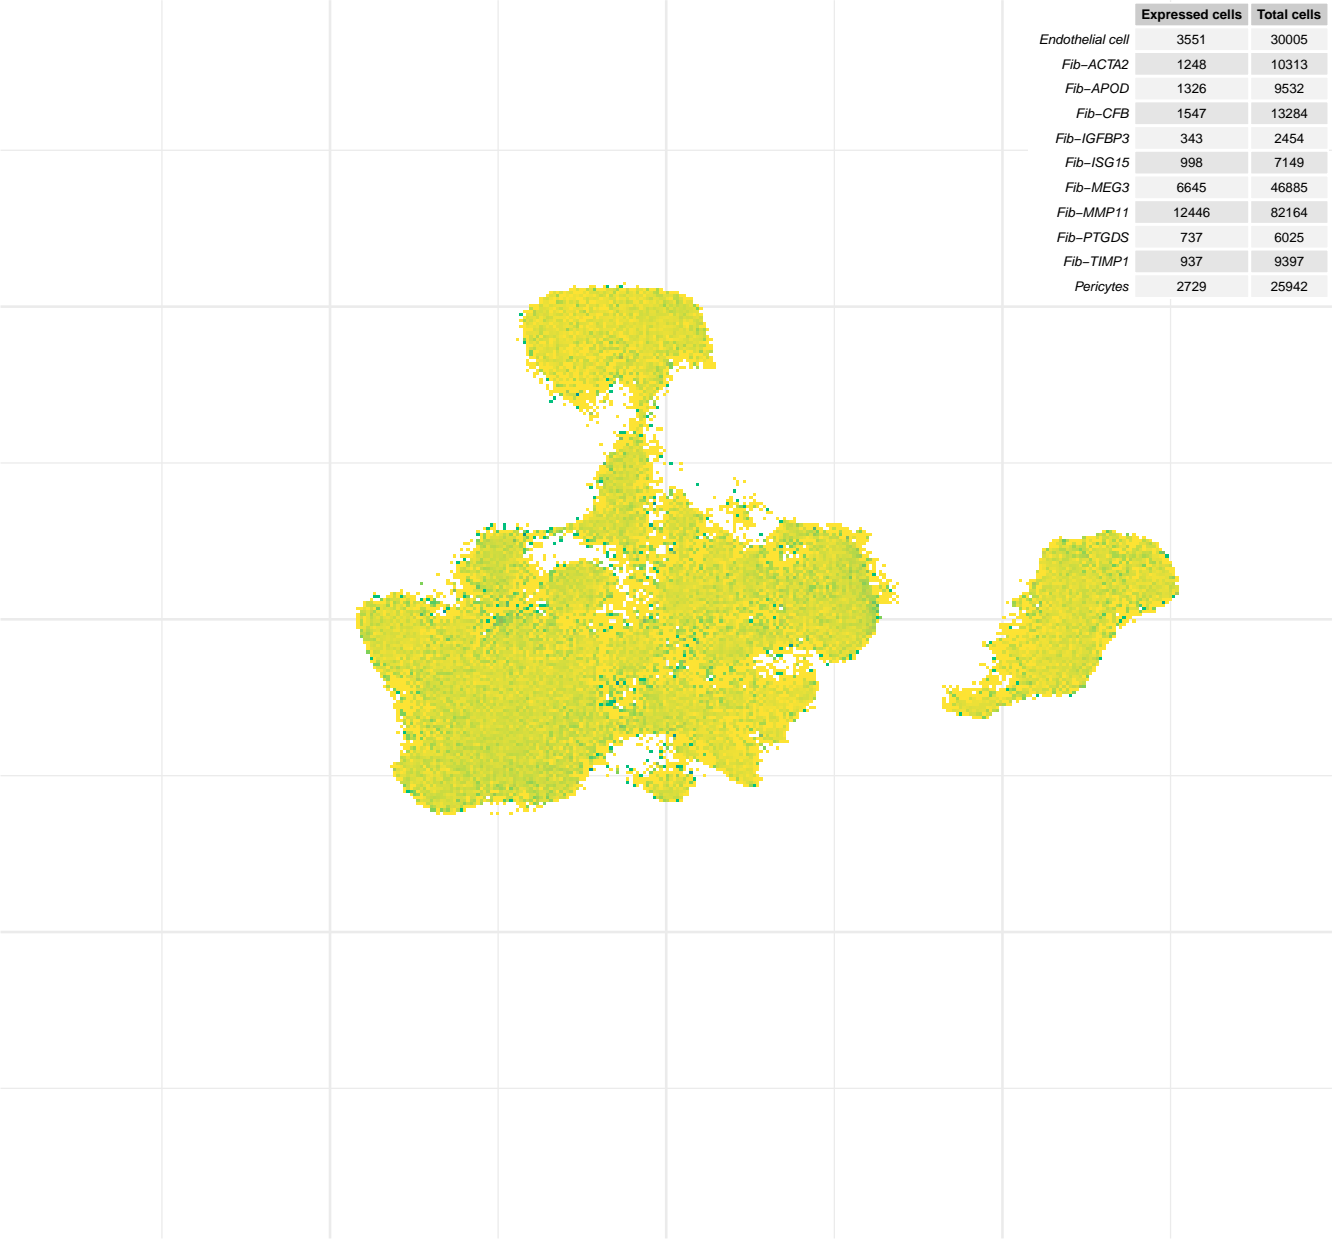 Expressed cells Total cells
Endothelial cell 3551 30005
Fib−ACTA2 1248 10313
Fib−APOD 1326 9532
Fib−CFB 1547 13284
Fib−IGFBP3 343 2454
Fib−ISG15 998 7149
Fib−MEG3 6645 46885
Fib−MMP11 12446 82164
Fib−PTGDS 737 6025
Fib−TIMP1 937 9397
Pericytes 2729 25942